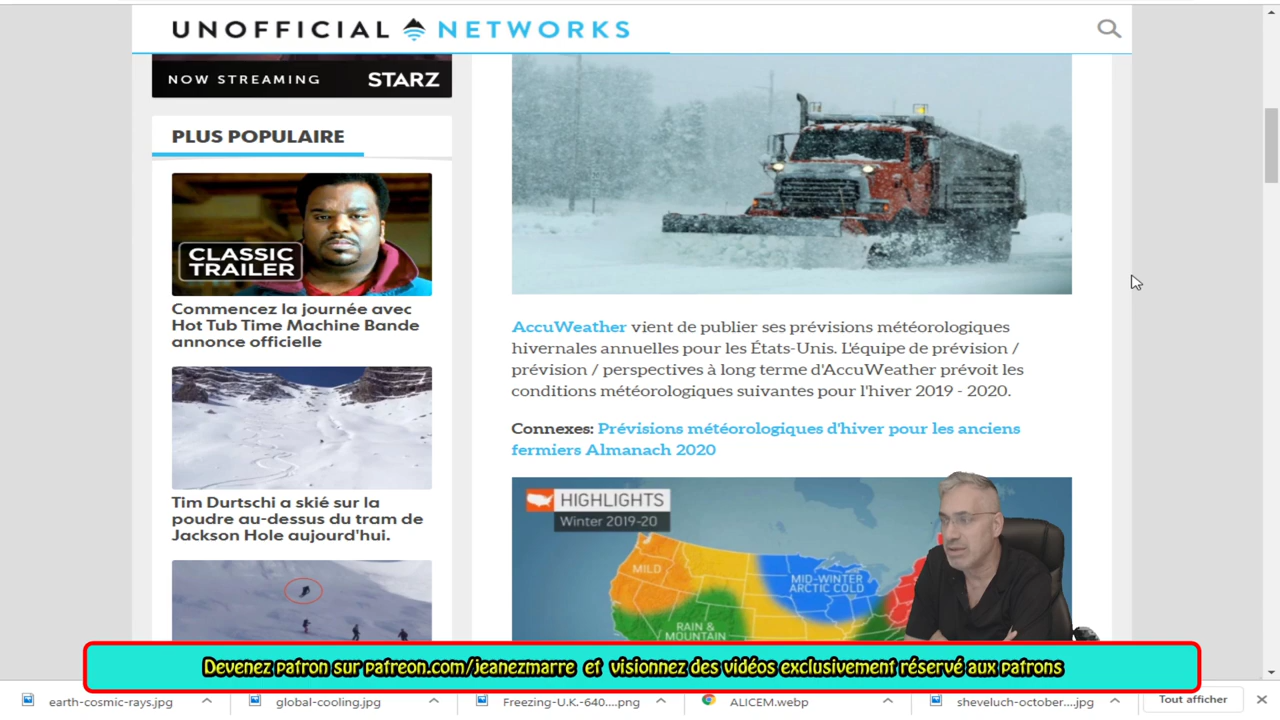 UNOFFICIAL NETWORKS
NOW STREAMING STARZ
PLUS POPULAIRE
CLASSIC
TRAILER
Commencez la journée avec
Hot Tub Time Machine Bande
annonce officielle
Tim Durtschi a skié sur la
poudre au-dessus du tram de
Jackson Hole aujourd'hui.
AccuWeather vient de publier ses prévisions météorologiques
hivernales annuelles pour les États-Unis. L'équipe de prévision /
prévision / perspectives à long terme d'AccuWeather prévoit les
conditions météorologiques suivantes pour l'hiver 2019 - 2020.
Connexes: Prévisions météorologiques d'hiver pour les anciens
fermiers Almanach 2020
HIGHLIGHTS
Winter 2019-20
MILD
MID-WINTER
ARCTIC COLD
RAIN &
MOUNTAIN
Devenez patron sur patreon.com/jeanezmarre et visionnez des vidéos exclusivement réservé aux patrons
earth-cosmic-rays.jpg
global-cooling.jpg
Freezing-U.K.-640....png
ALICEM.webp
sheveluch-october....jpg
Tout afficher